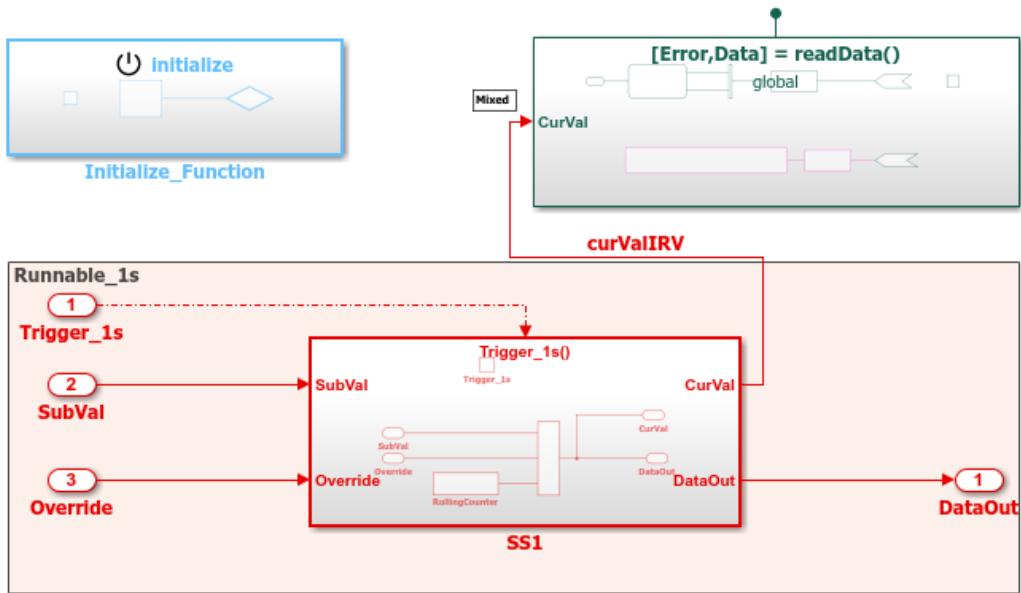 initialize
Initialize_Function
[Error,Data] = readData()
global
Mixed
CurVal
curValIRV
Runnable_1s
1
Trigger_1s
Trigger_1s()
Trigger_1s
2
SubVal
SubVal
CurVal
CurVal
SubVal
Override
DataOut
RollingCounter
3
Override
Override
DataOut
1
DataOut
SS1